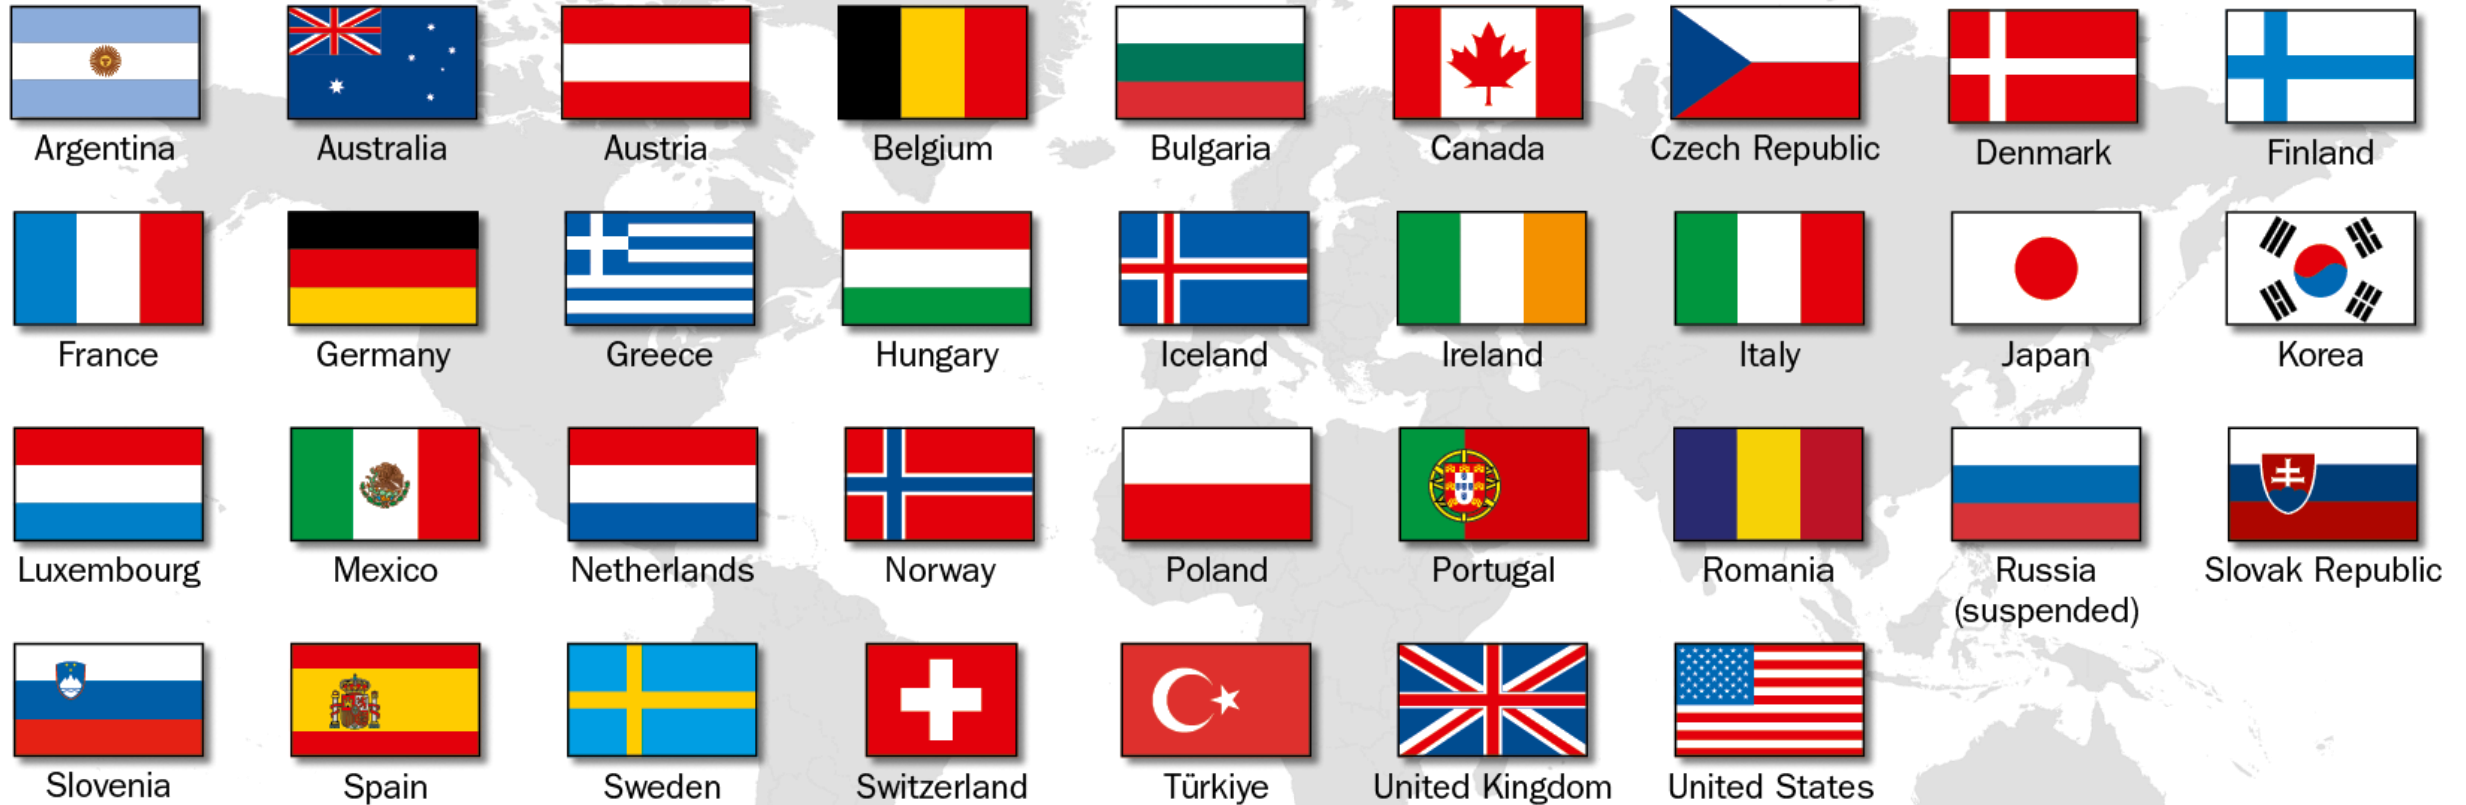 Argentina
Australia
Austria
Belgium
Bulgaria
Canada
Czech Republic
Denmark
Finland
France
Germany
Greece
Hungary
Iceland
Ireland
Italy
Japan
Korea
Luxembourg
Mexico
Netherlands
Norway
Poland
Portugal
Romania
Russia
(suspended)
Slovak Republic
Slovenia
Spain
Sweden
Switzerland
Türkiye
United Kingdom
United States